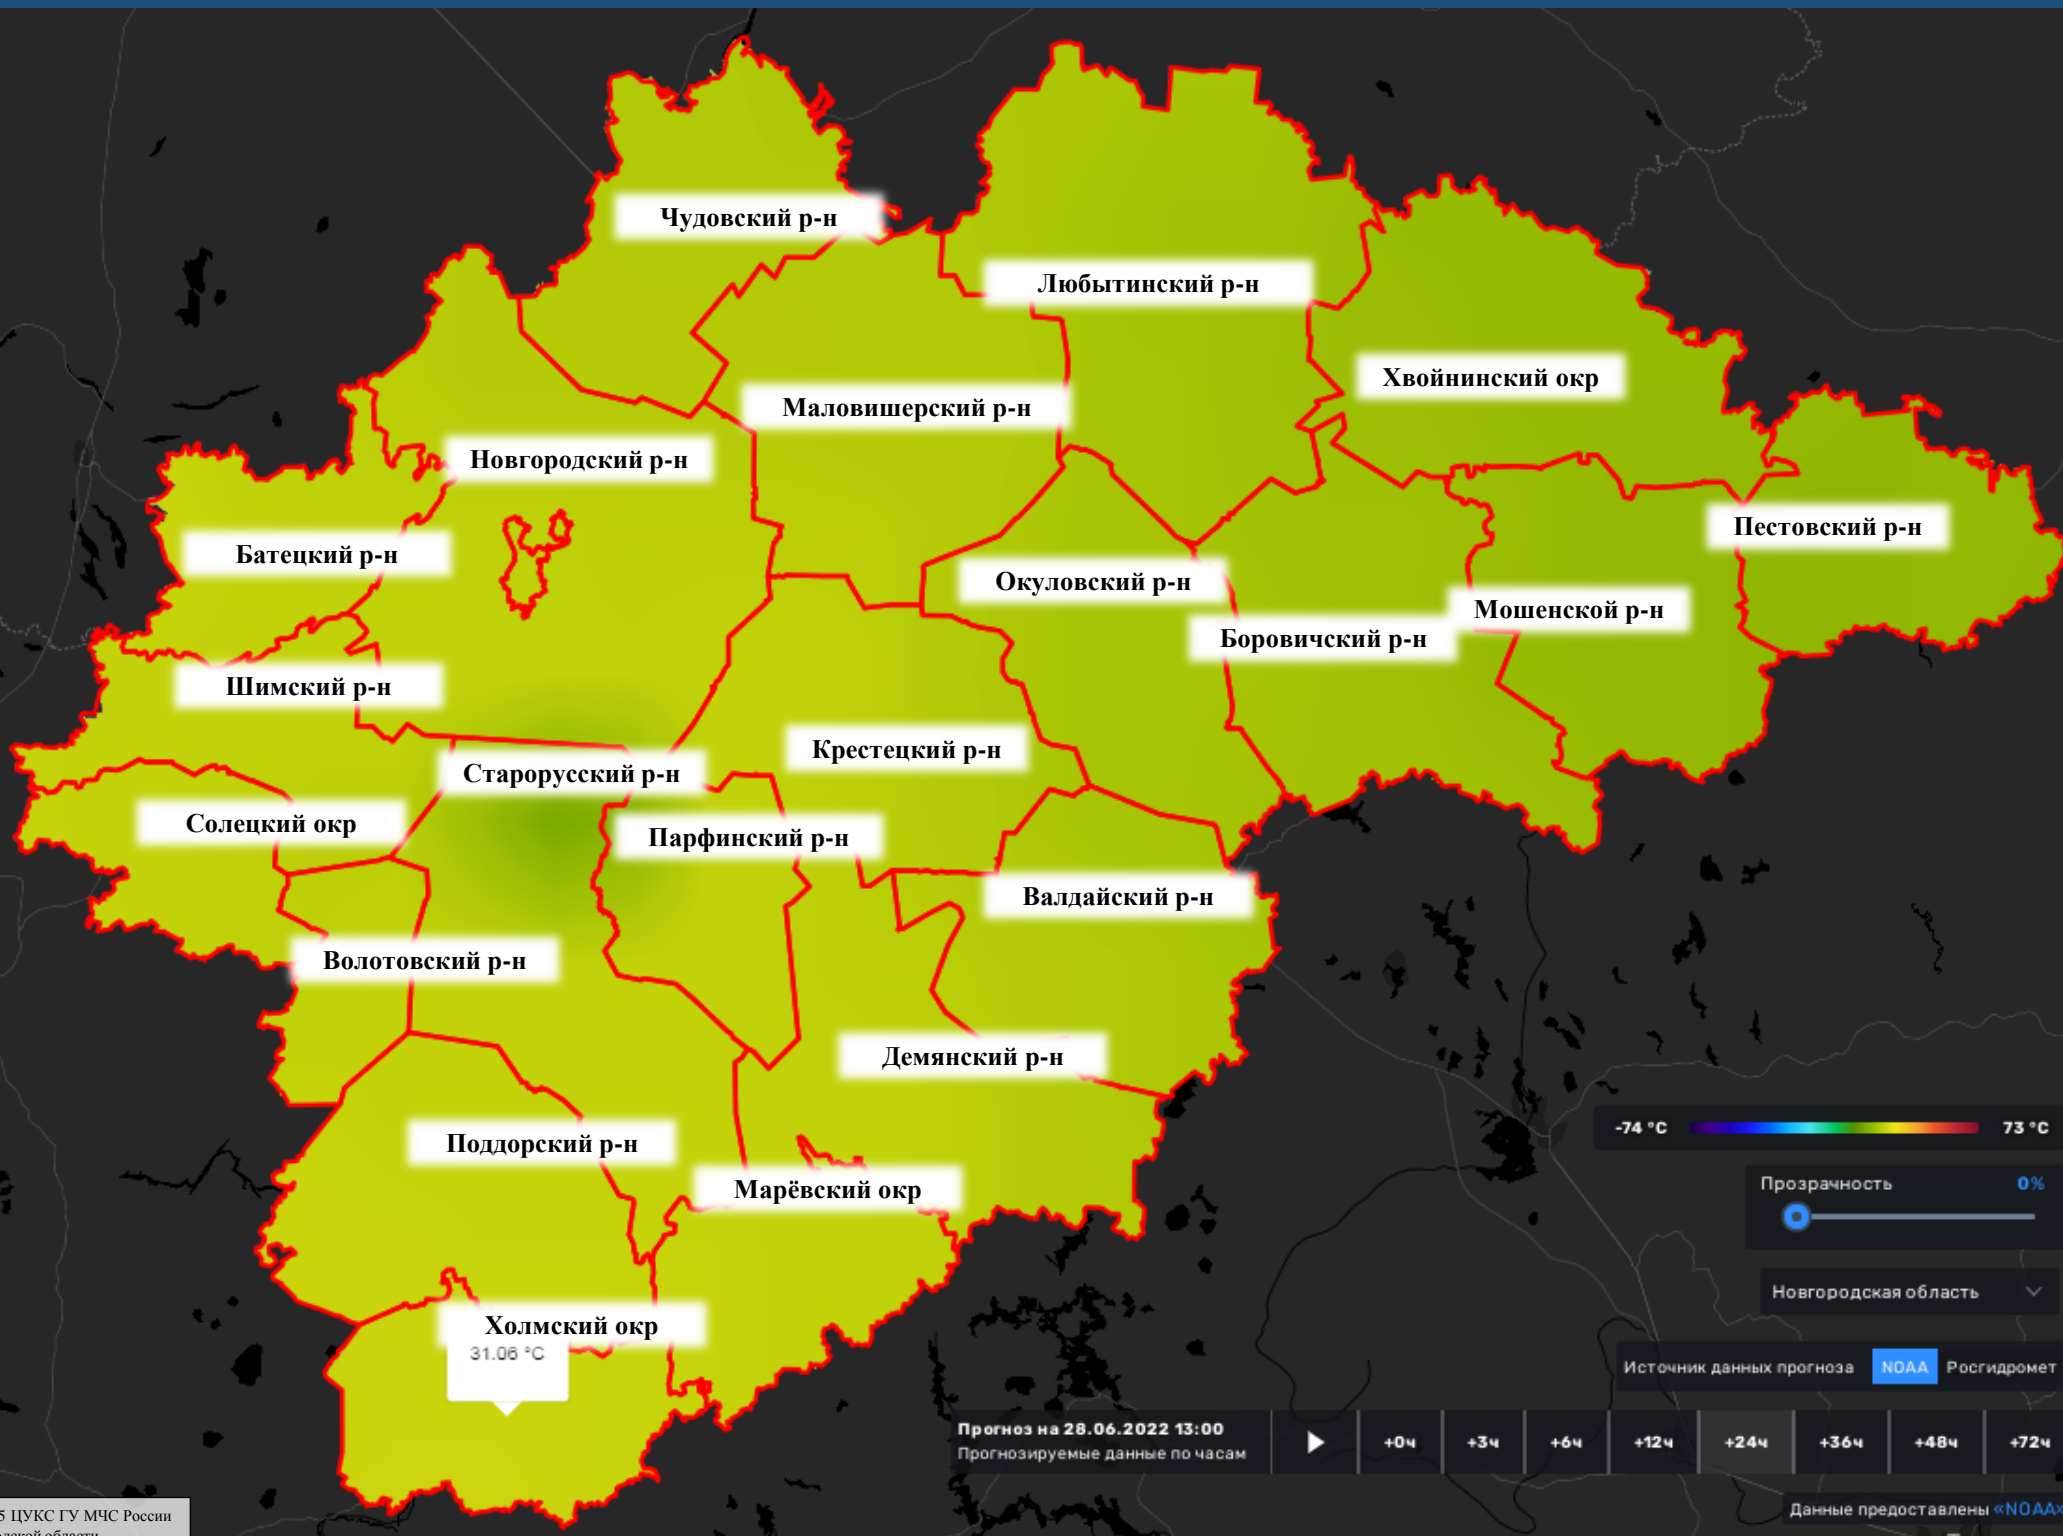 Чудовский р-н
Любытинский р-н
Хвойнинский окр
Маловишерский р-н
Новгородский р-н
Пестовский р-н
Батецкий р-н
Окуловский р-н
Мошенской р-н
Боровичский р-н
Шимский р-н
Крестецкий р-н
Старорусский р-н
Солецкий окр
Парфинский р-н
Валдайский р-н
Волотовский р-н
Демянский р-н
-74 °C
73 °C
Поддорский р-н
Прозрачность 0%
Марёвский окр
Новгородская область
Холмский окр
31.06 °C
Источник данных прогноза NOAA Росгидромет
Прогноз на 28.06.2022 13:00
Прогнозируемые данные по часам
+0ч +3ч +6ч +12ч +24ч +36ч +48ч +72ч
Данные предоставлены «NOAA»
5 ЦУКС ГУ МЧС России
области